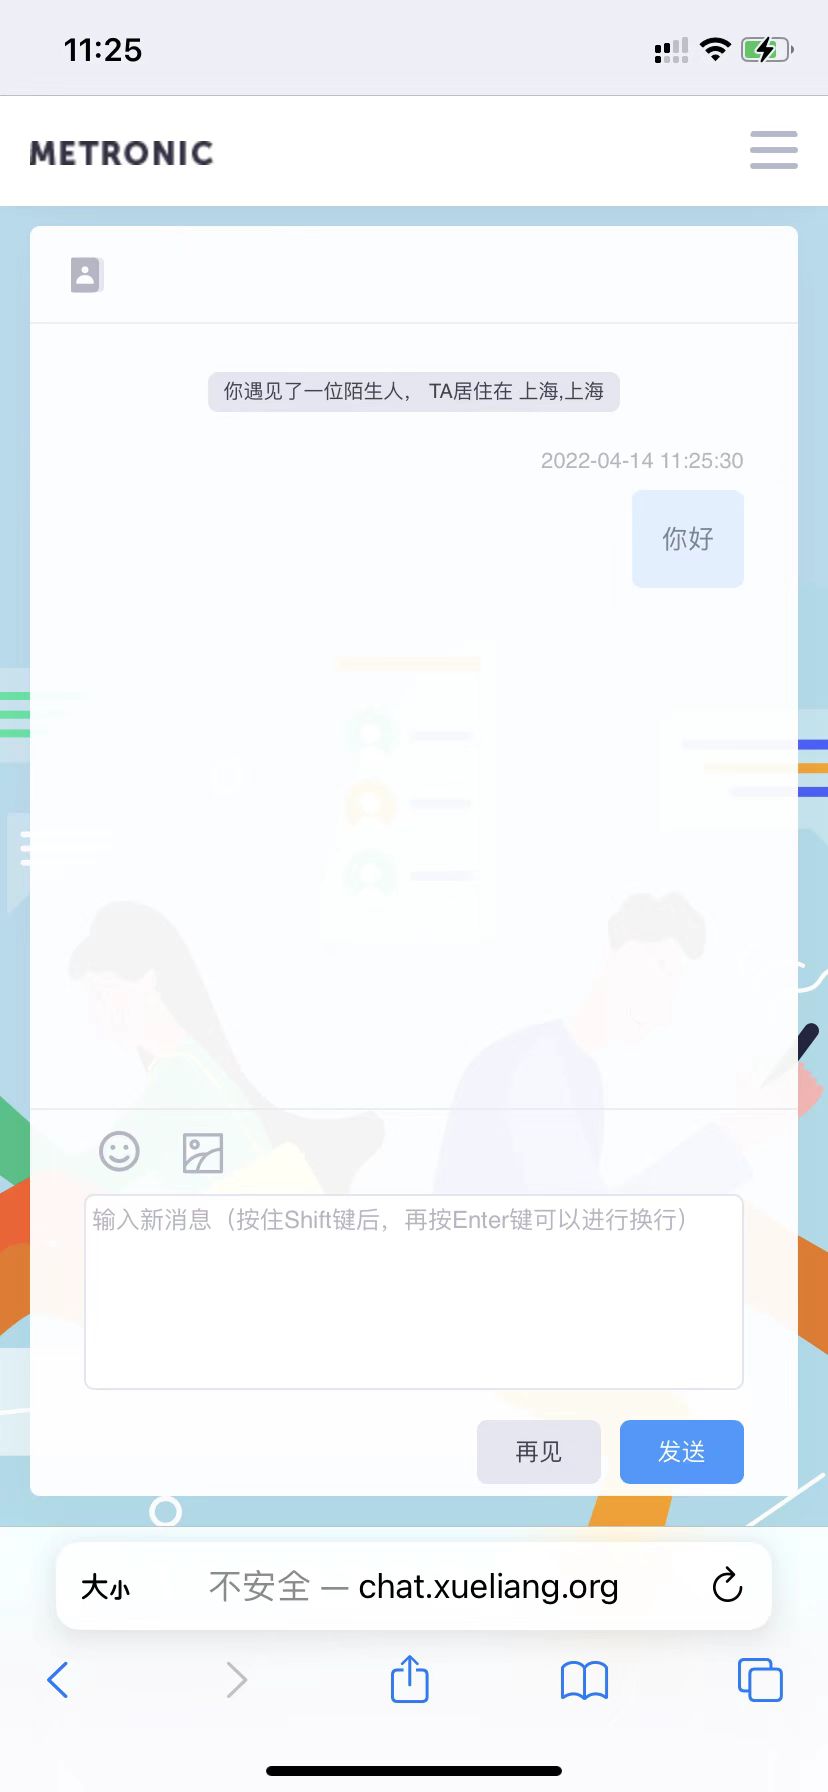 11:25
METRONIC
你遇见了一位陌生人， TA居住在 上海,上海
2022-04-14 11:25:30
你好
输入新消息（按住Shift键后，再按Enter键可以进行换行）
再见
发送
大小
不安全 — chat.xueliang.org